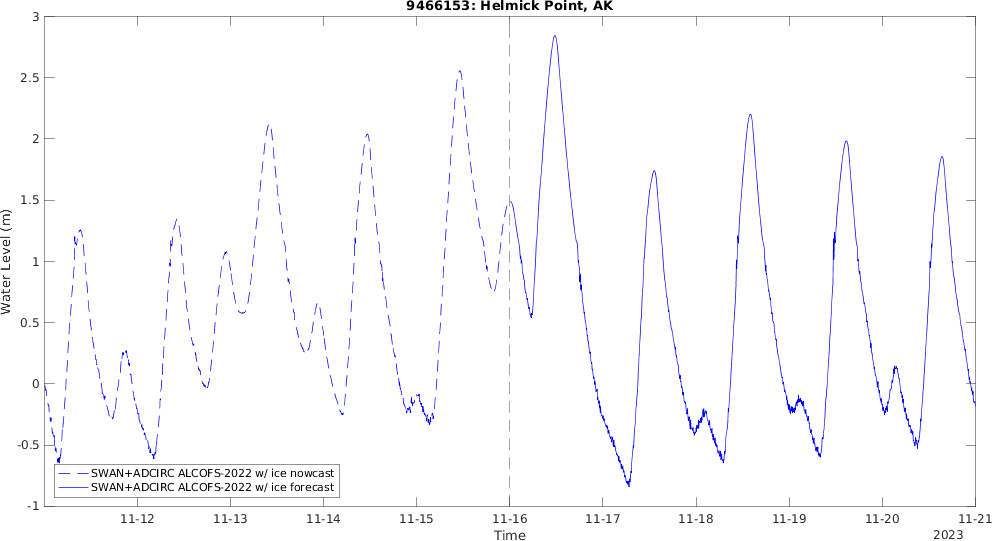 9466153: Helmick Point, AK
Water Level (m)
3
2.5
2
1.5
1
0.5
0
-0.5
-1
SWAN+ADCIRC ALCOFS-2022 w/ ice nowcast
SWAN+ADCIRC ALCOFS-2022 w/ ice forecast
11-12 11-13 11-14 11-15 11-16 11-17 11-18 11-19 11-20 11-21
Time
2023